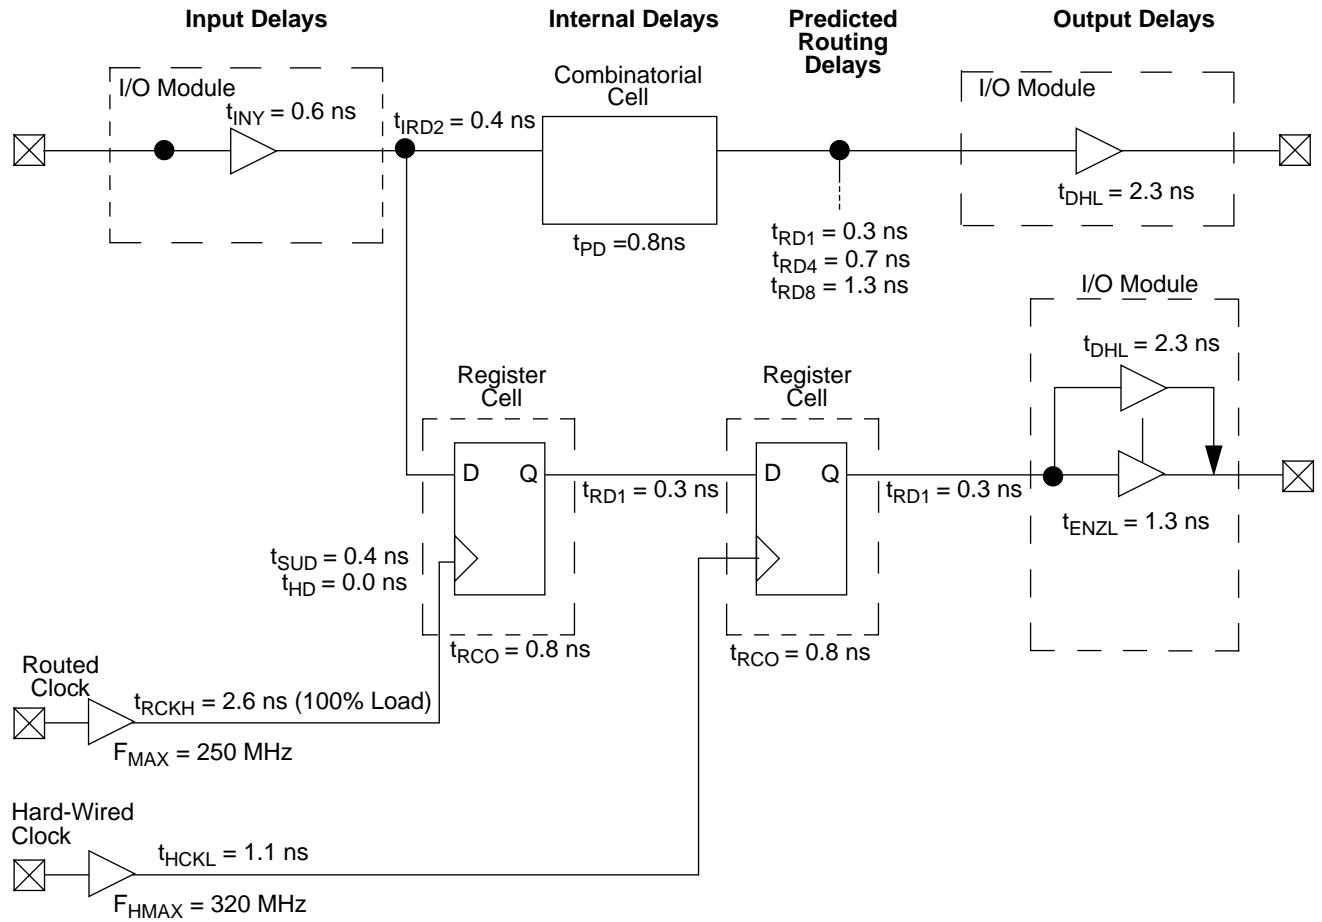 Input Delays
Internal Delays
Predicted
Routing
Delays
Output Delays
I/O Module
tINY = 0.6 ns
tIRD2 = 0.4 ns
Combinatorial
Cell
tPD =0.8ns
tRD1 = 0.3 ns
tRD4 = 0.7 ns
tRD8 = 1.3 ns
I/O Module
tDHL = 2.3 ns
I/O Module
tDHL = 2.3 ns
tENZL = 1.3 ns
Register
Cell
D Q
tRD1 = 0.3 ns
Register
Cell
D Q
tRD1 = 0.3 ns
tSUD = 0.4 ns
tHD = 0.0 ns
tRCO = 0.8 ns
tRCO = 0.8 ns
Routed
Clock
tRCKH = 2.6 ns (100% Load)
FMAX = 250 MHz
Hard-Wired
Clock
tHCKL = 1.1 ns
FHMAX = 320 MHz